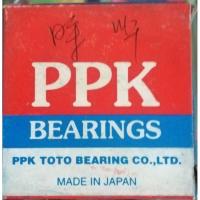 PPK
BEARINGS
PPK TOTO BEARING CO.,LTD.
MADE IN JAPAN